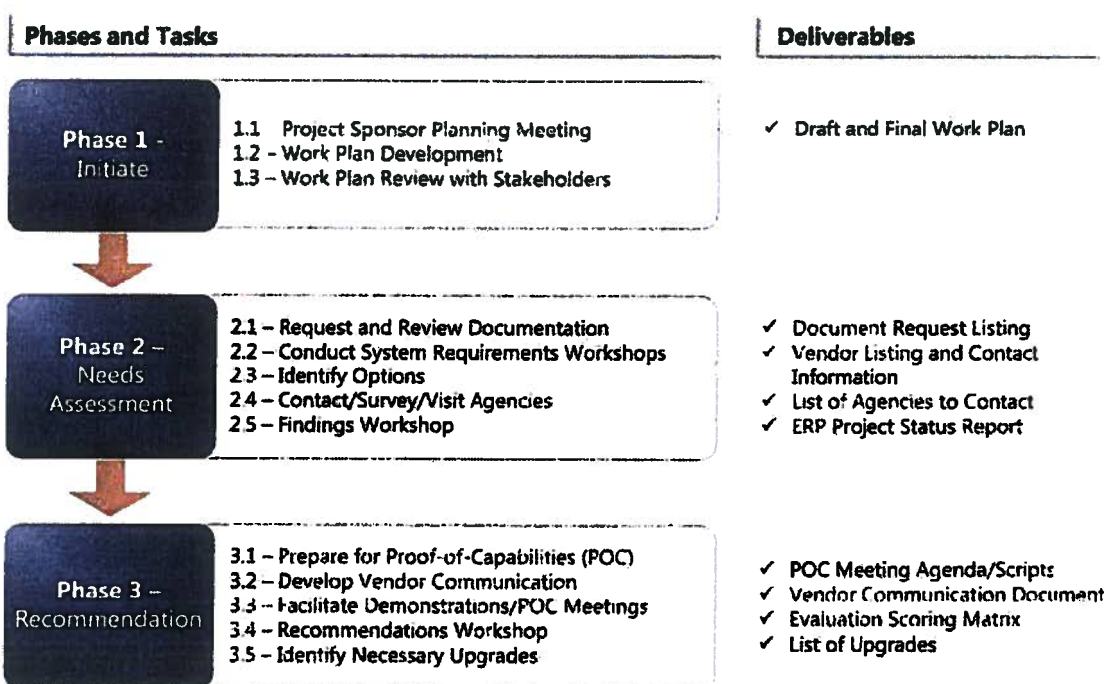 Phases and Tasks
Deliverables
Phase 1 -
Initiate
1.1 Project Sponsor Planning Meeting
1.2 – Work Plan Development
1.3 – Work Plan Review with Stakeholders
✓ Draft and Final Work Plan
Phase 2 –
Needs
Assessment
2.1 – Request and Review Documentation
2.2 – Conduct System Requirements Workshops
2.3 – Identify Options
2.4 – Contact/Survey/Visit Agencies
2.5 – Findings Workshop
✓ Document Request Listing
✓ Vendor Listing and Contact
Information
✓ List of Agencies to Contact
✓ ERP Project Status Report
Phase 3 –
Recommendation
3.1 – Prepare for Proof-of-Capabilities (POC)
3.2 – Develop Vendor Communication
3.3 – Facilitate Demonstrations/POC Meetings
3.4 – Recommendations Workshop
3.5 – Identify Necessary Upgrades
✓ POC Meeting Agenda/Scripts
✓ Vendor Communication Document
✓ Evaluation Scoring Matrix
✓ List of Upgrades